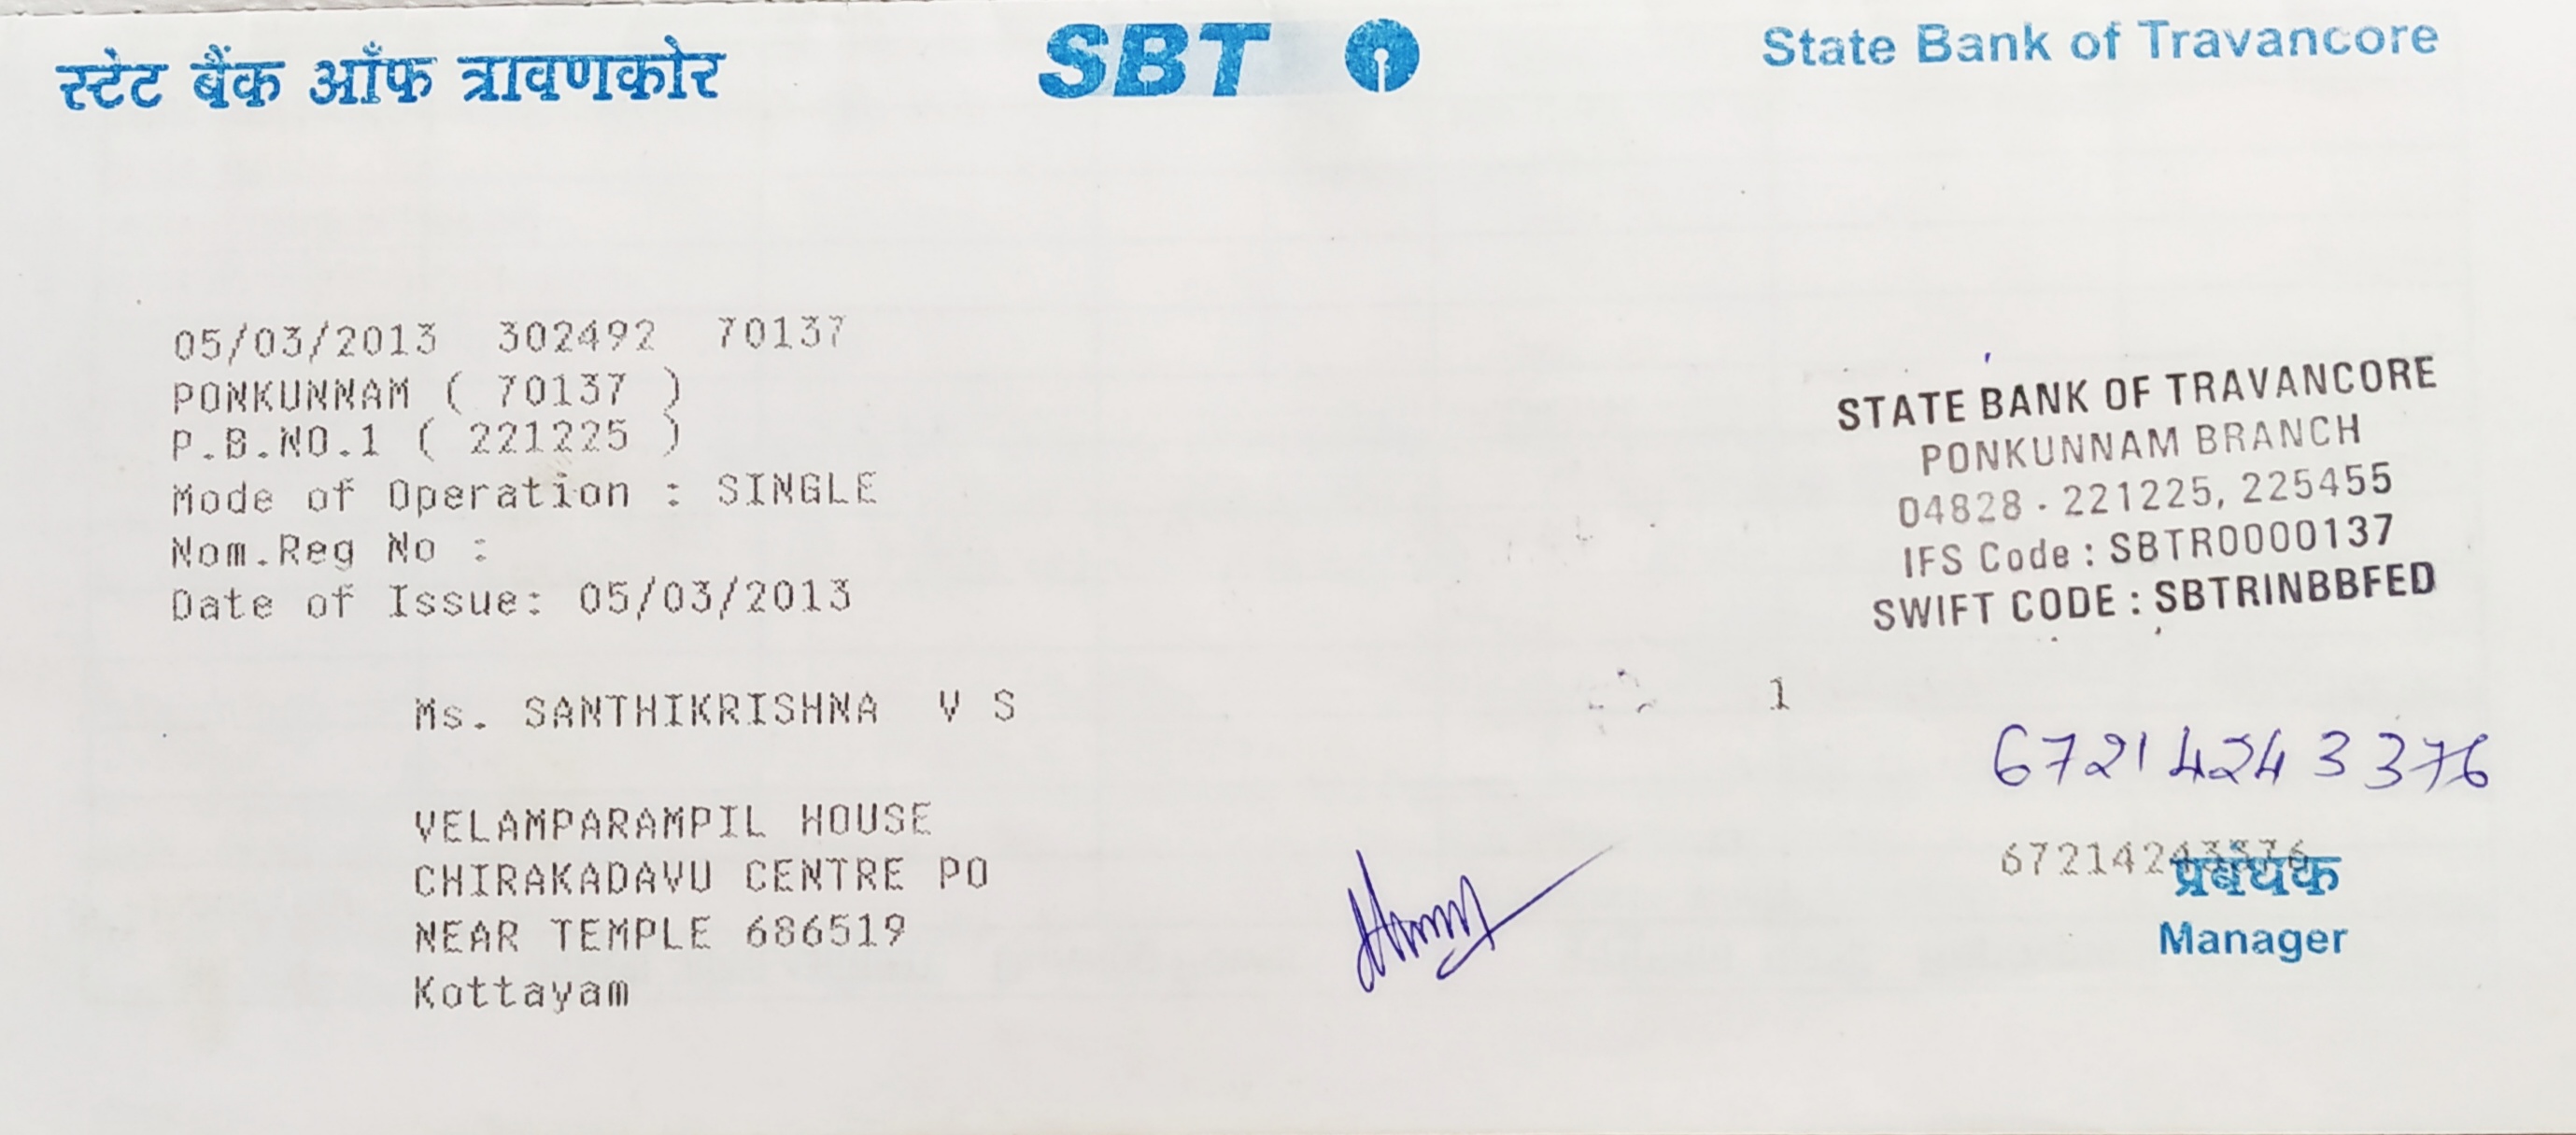 स्टेट बैंक ऑफ त्रावणकोर
SBT
State Bank of Travancore
05/03/2013 302492 70137
PONKUNNAM ( 70137 )
P.B.NO.1 ( 221225 )
Mode of Operation : SINGLE
Nom.Reg No :
Date of Issue: 05/03/2013
STATE BANK OF TRAVANCORE
PONKUNNAM BRANCH
04828 - 221225, 225455
IFS Code : SBTR0000137
SWIFT CODE : SBTRINBBFED
Ms. SANTHIKRISHNA V S
1
67214243376
VELAMPARAMPIL HOUSE
CHIRAKADAVU CENTRE PO
NEAR TEMPLE 686519
Kottayam
67214243376
प्रबंधक
Manager